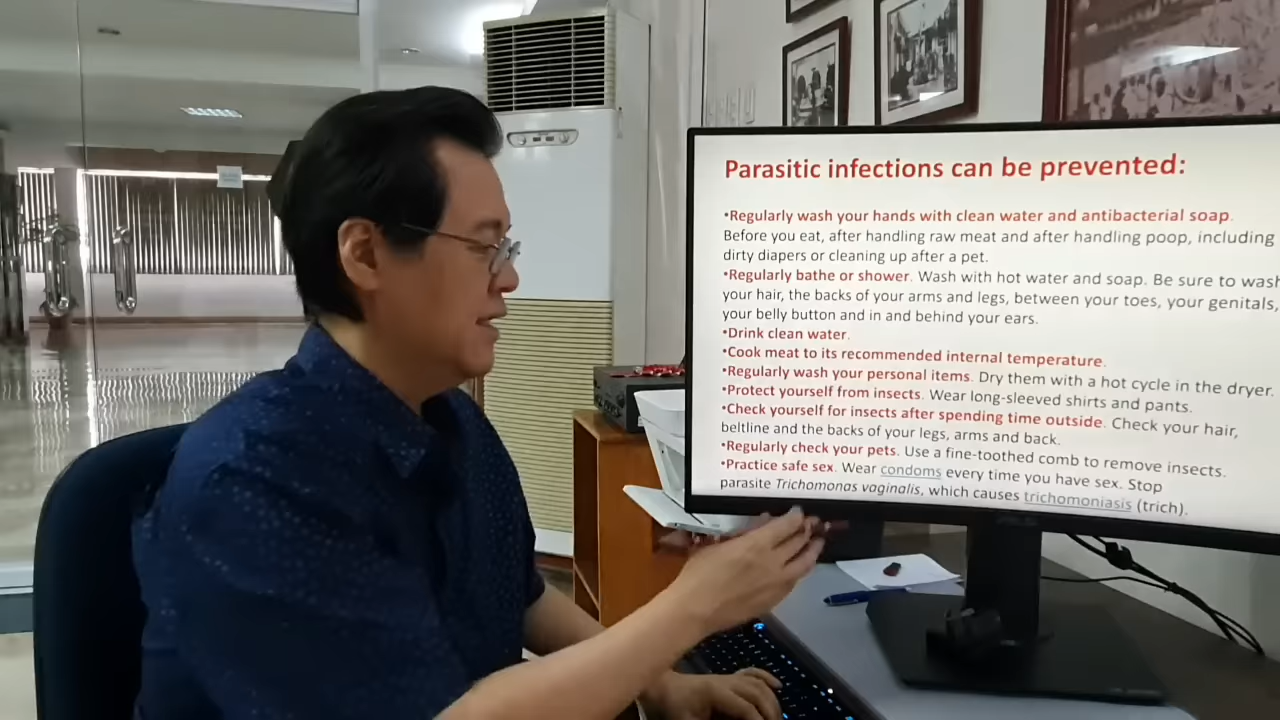 Parasitic infections can be prevented:
•Regularly wash your hands with clean water and antibacterial soap.
Before you eat, after handling raw meat and after handling poop, including
dirty diapers or cleaning up after a pet.
•Regularly bathe or shower. Wash with hot water and soap. Be sure to wash
your hair, the backs of your arms and legs, between your toes, your genitals,
your belly button and in and behind your ears.
•Drink clean water.
•Cook meat to its recommended internal temperature.
•Regularly wash your personal items. Dry them with a hot cycle in the dryer.
•Protect yourself from insects. Wear long-sleeved shirts and pants.
•Check yourself for insects after spending time outside. Check your hair,
beltline and the backs of your legs, arms and back.
•Regularly check your pets. Use a fine-toothed comb to remove insects.
•Practice safe sex. Wear condoms every time you have sex. Stop
parasite Trichomonas vaginalis, which causes trichomoniasis (trich).